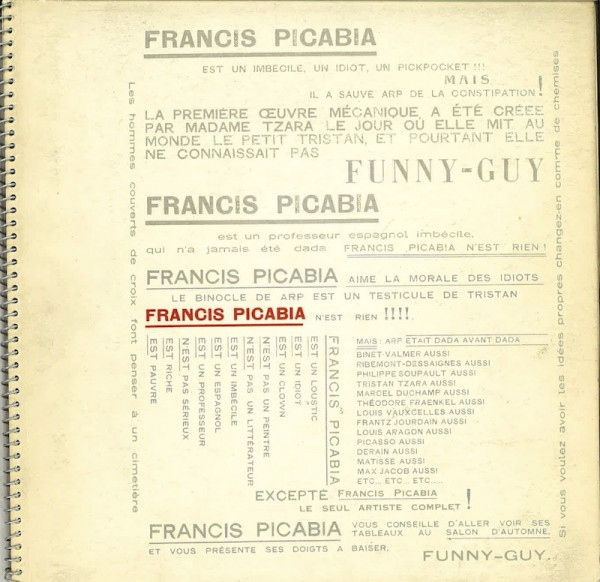 FRANCIS PICABIA
EST UN IMBECILE, UN IDIOT, UN PICKPOCKET !!!
MAIS
IL A SAUVE ARP DE LA CONSTIPATION !
LA PREMIÈRE ŒUVRE MÉCANIQUE A ÉTÉ CRÉÉE
PAR MADAME TZARA LE JOUR OÙ ELLE MIT AU
MONDE LE PETIT TRISTAN, ET POURTANT ELLE
NE CONNAISSAIT PAS
FUNNY-GUY
FRANCIS PICABIA
est un professeur espagnol imbécile,
qui n'a jamais été dada FRANCIS PICABIA N'EST RIEN !
FRANCIS PICABIA AIME LA MORALE DES IDIOTS
LE BINOCLE DE ARP EST UN TESTICULE DE TRISTAN
FRANCIS PICABIA N'EST RIEN !!!!
EST PAUVRE
EST RICHE
N'EST PAS SÉRIEUX
EST UN PROFESSEUR
EST UN ESPAGNOL
EST UN IMBÉCILE
N'EST PAS UN LITTÉRATEUR
N'EST PAS UN PEINTRE
EST UN CLOWN
EST UN IDIOT
EST UN LOUSTIC
FRANCIS PICABIA
MAIS : ARP ETAIT DADA AVANT DADA
BINET-VALMER AUSSI
RIBEMONT-DESSAIGNES AUSSI
PHILIPPE SOUPAULT AUSSI
TRISTAN TZARA AUSSI
MARCEL DUCHAMP AUSSI
THÉODORE FRAENKEL AUSSI
LOUIS VAUXCELLES AUSSI
FRANTZ JOURDAIN AUSSI
LOUIS ARAGON AUSSI
PICASSO AUSSI
DERAIN AUSSI
MATISSE AUSSI
MAX JACOB AUSSI
ETC... ETC... ETC.....
EXCEPTE FRANCIS PICABIA
LE SEUL ARTISTE COMPLET !
FRANCIS PICABIA VOUS CONSEILLE D'ALLER VOIR SES
TABLEAUX AU SALON D'AUTOMNE.
ET VOUS PRÉSENTE SES DOIGTS A BAISER.
FUNNY-GUY.
Les hommes couverts de croix font penser à un cimetière
Si vous voulez avoir les idées propres changez-en comme de chemises